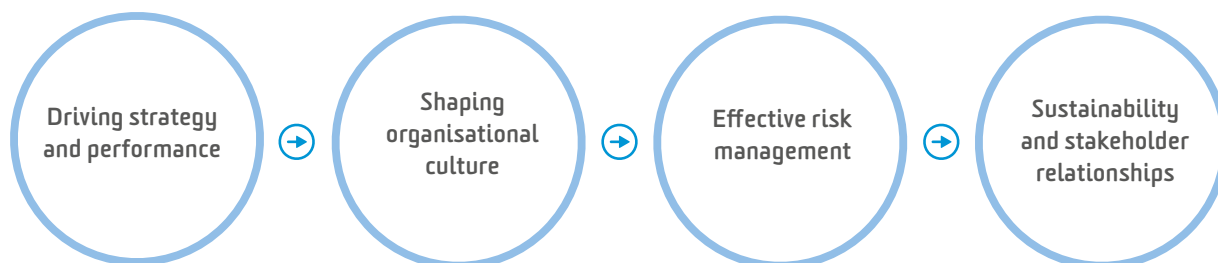 Driving strategy
and performance
Shaping
organisational
culture
Effective risk
management
Sustainability
and stakeholder
relationships